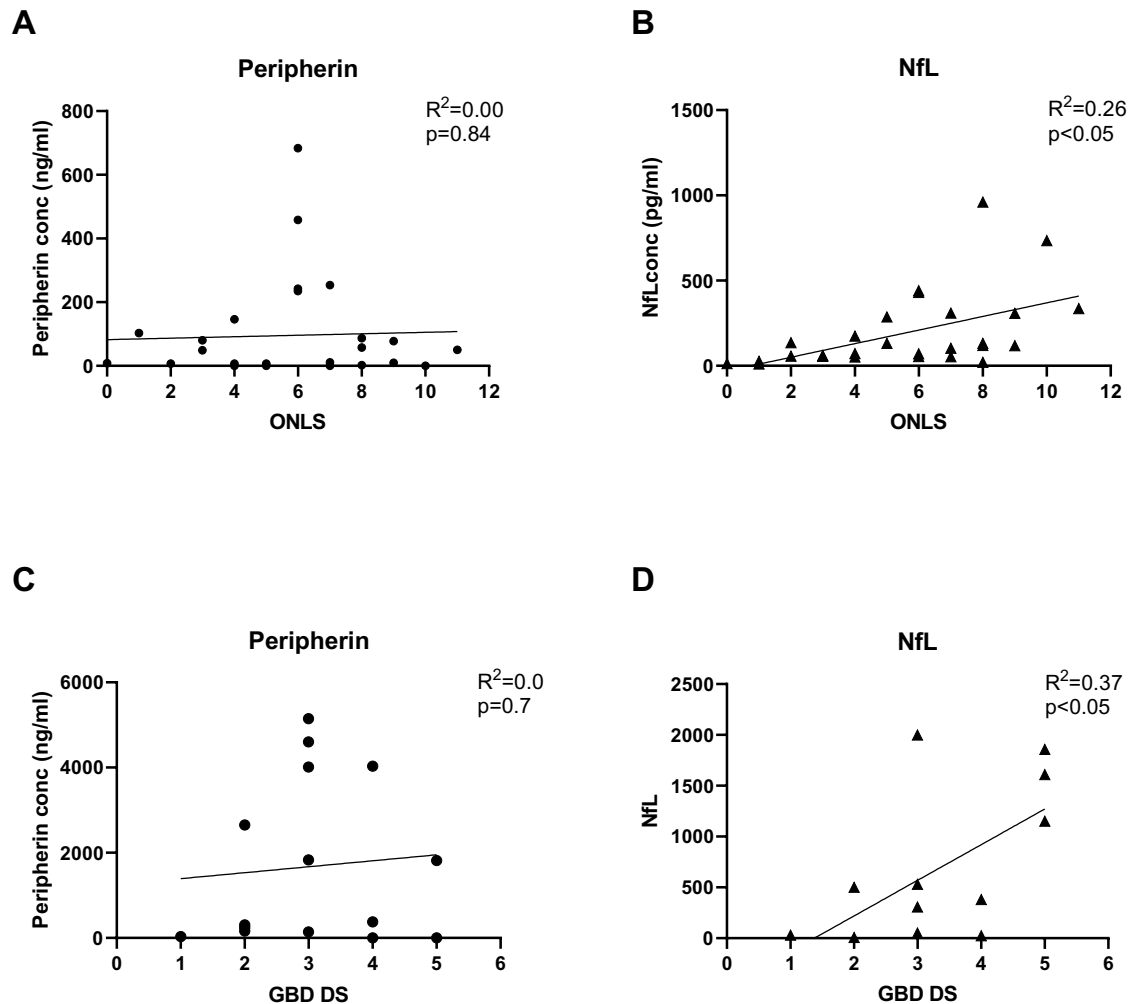 A
Peripherin
R²=0.00
p=0.84
Peripherin conc (ng/ml)
800
600
400
200
0
0 2 4 6 8 10 12
ONLS
B
NfL
R²=0.26
p<0.05
NfLconc (pg/ml)
1500
1000
500
0
0 2 4 6 8 10 12
ONLS
C
Peripherin
R²=0.0
p=0.7
Peripherin conc (ng/ml)
6000
4000
2000
0
0 1 2 3 4 5 6
GBD DS
D
NfL
R²=0.37
p<0.05
NfL
2500
2000
1500
1000
500
0
0 1 2 3 4 5 6
GBD DS